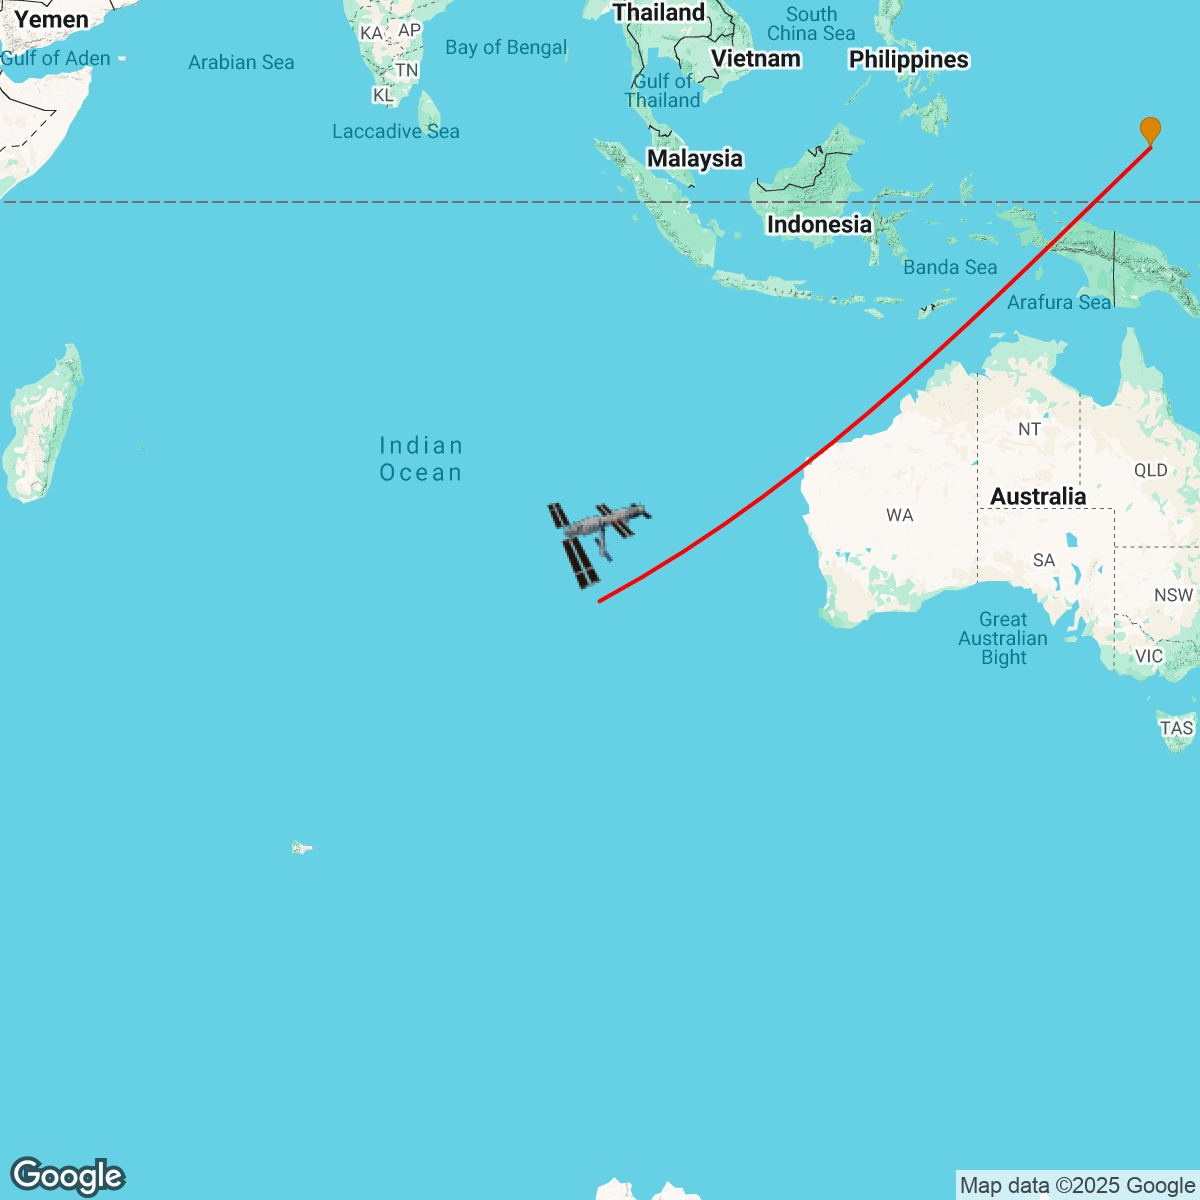 Yemen
Thailand
South
China Sea
KA
AP
Bay of Bengal
Gulf of Aden
Arabian Sea
Vietnam
Philippines
TN
Gulf of
Thailand
KL
Laccadive Sea
Malaysia
Indonesia
Banda Sea
Arafura Sea
NT
Indian
Ocean
QLD
Australia
WA
SA
NSW
Great
Australian
Bight
VIC
TAS
Google
Map data ©2025 Google